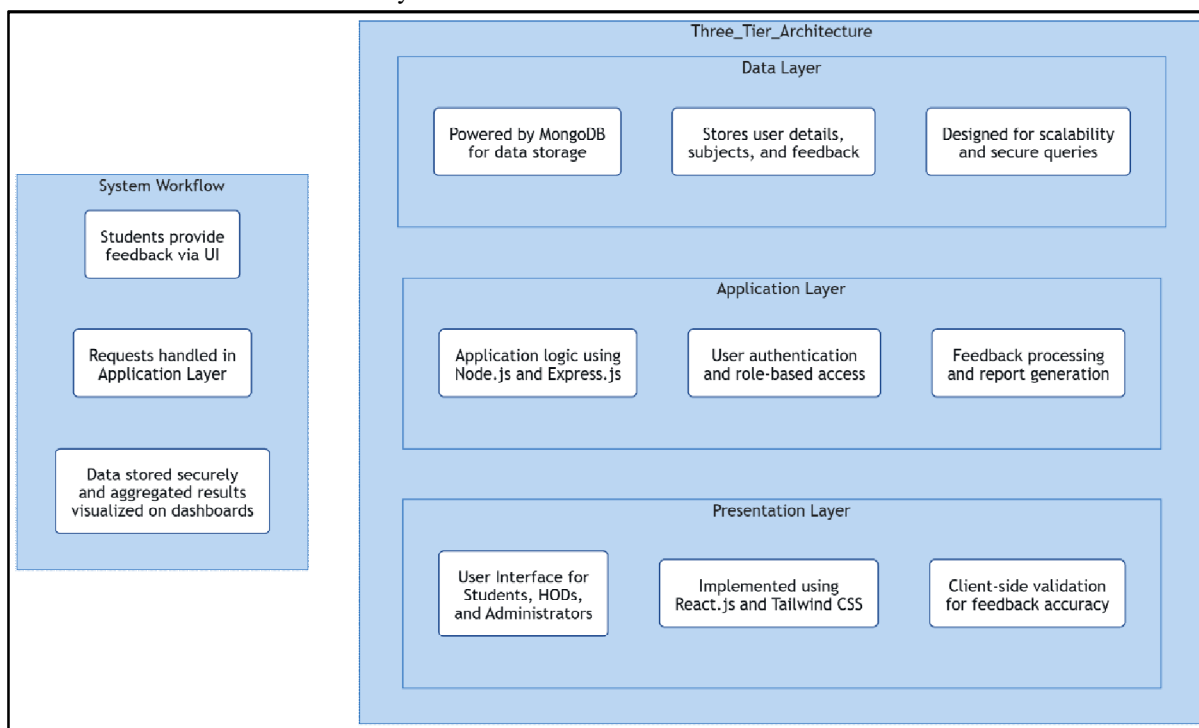 System Workflow
Students provide
feedback via UI
Requests handled in
Application Layer
Data stored securely
and aggregated results
visualized on dashboards
Three_Tier_Architecture
Data Layer
Powered by MongoDB
for data storage
Stores user details,
subjects, and feedback
Designed for scalability
and secure queries
Application Layer
Application logic using
Node.js and Express.js
User authentication
and role-based access
Feedback processing
and report generation
Presentation Layer
User Interface for
Students, HODs,
and Administrators
Implemented using
React.js and Tailwind CSS
Client-side validation
for feedback accuracy